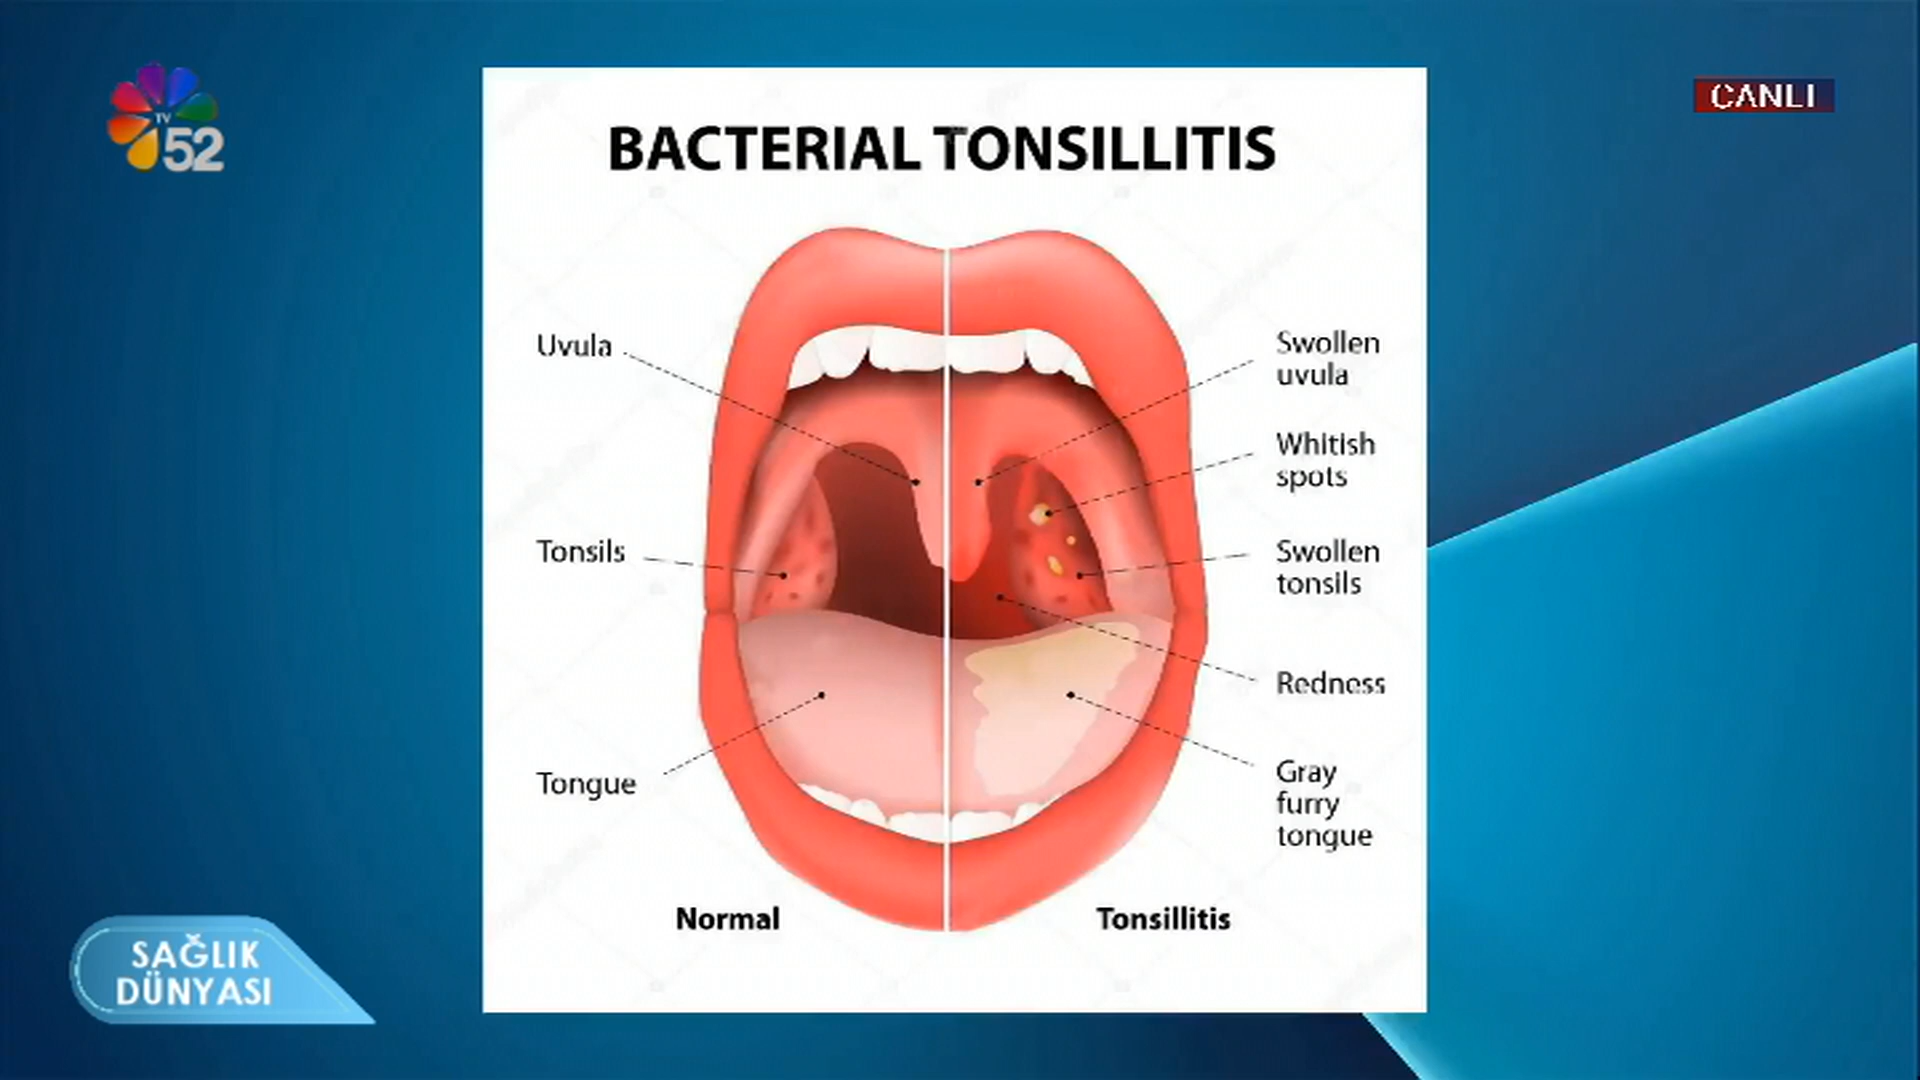 TV
52
CANLI
BACTERIAL TONSILLITIS
Uvula
Tonsils
Tongue
Swollen
uvula
Whitish
spots
Swollen
tonsils
Redness
Gray
furry
tongue
Normal
Tonsillitis
SAĞLIK
DÜNYASI